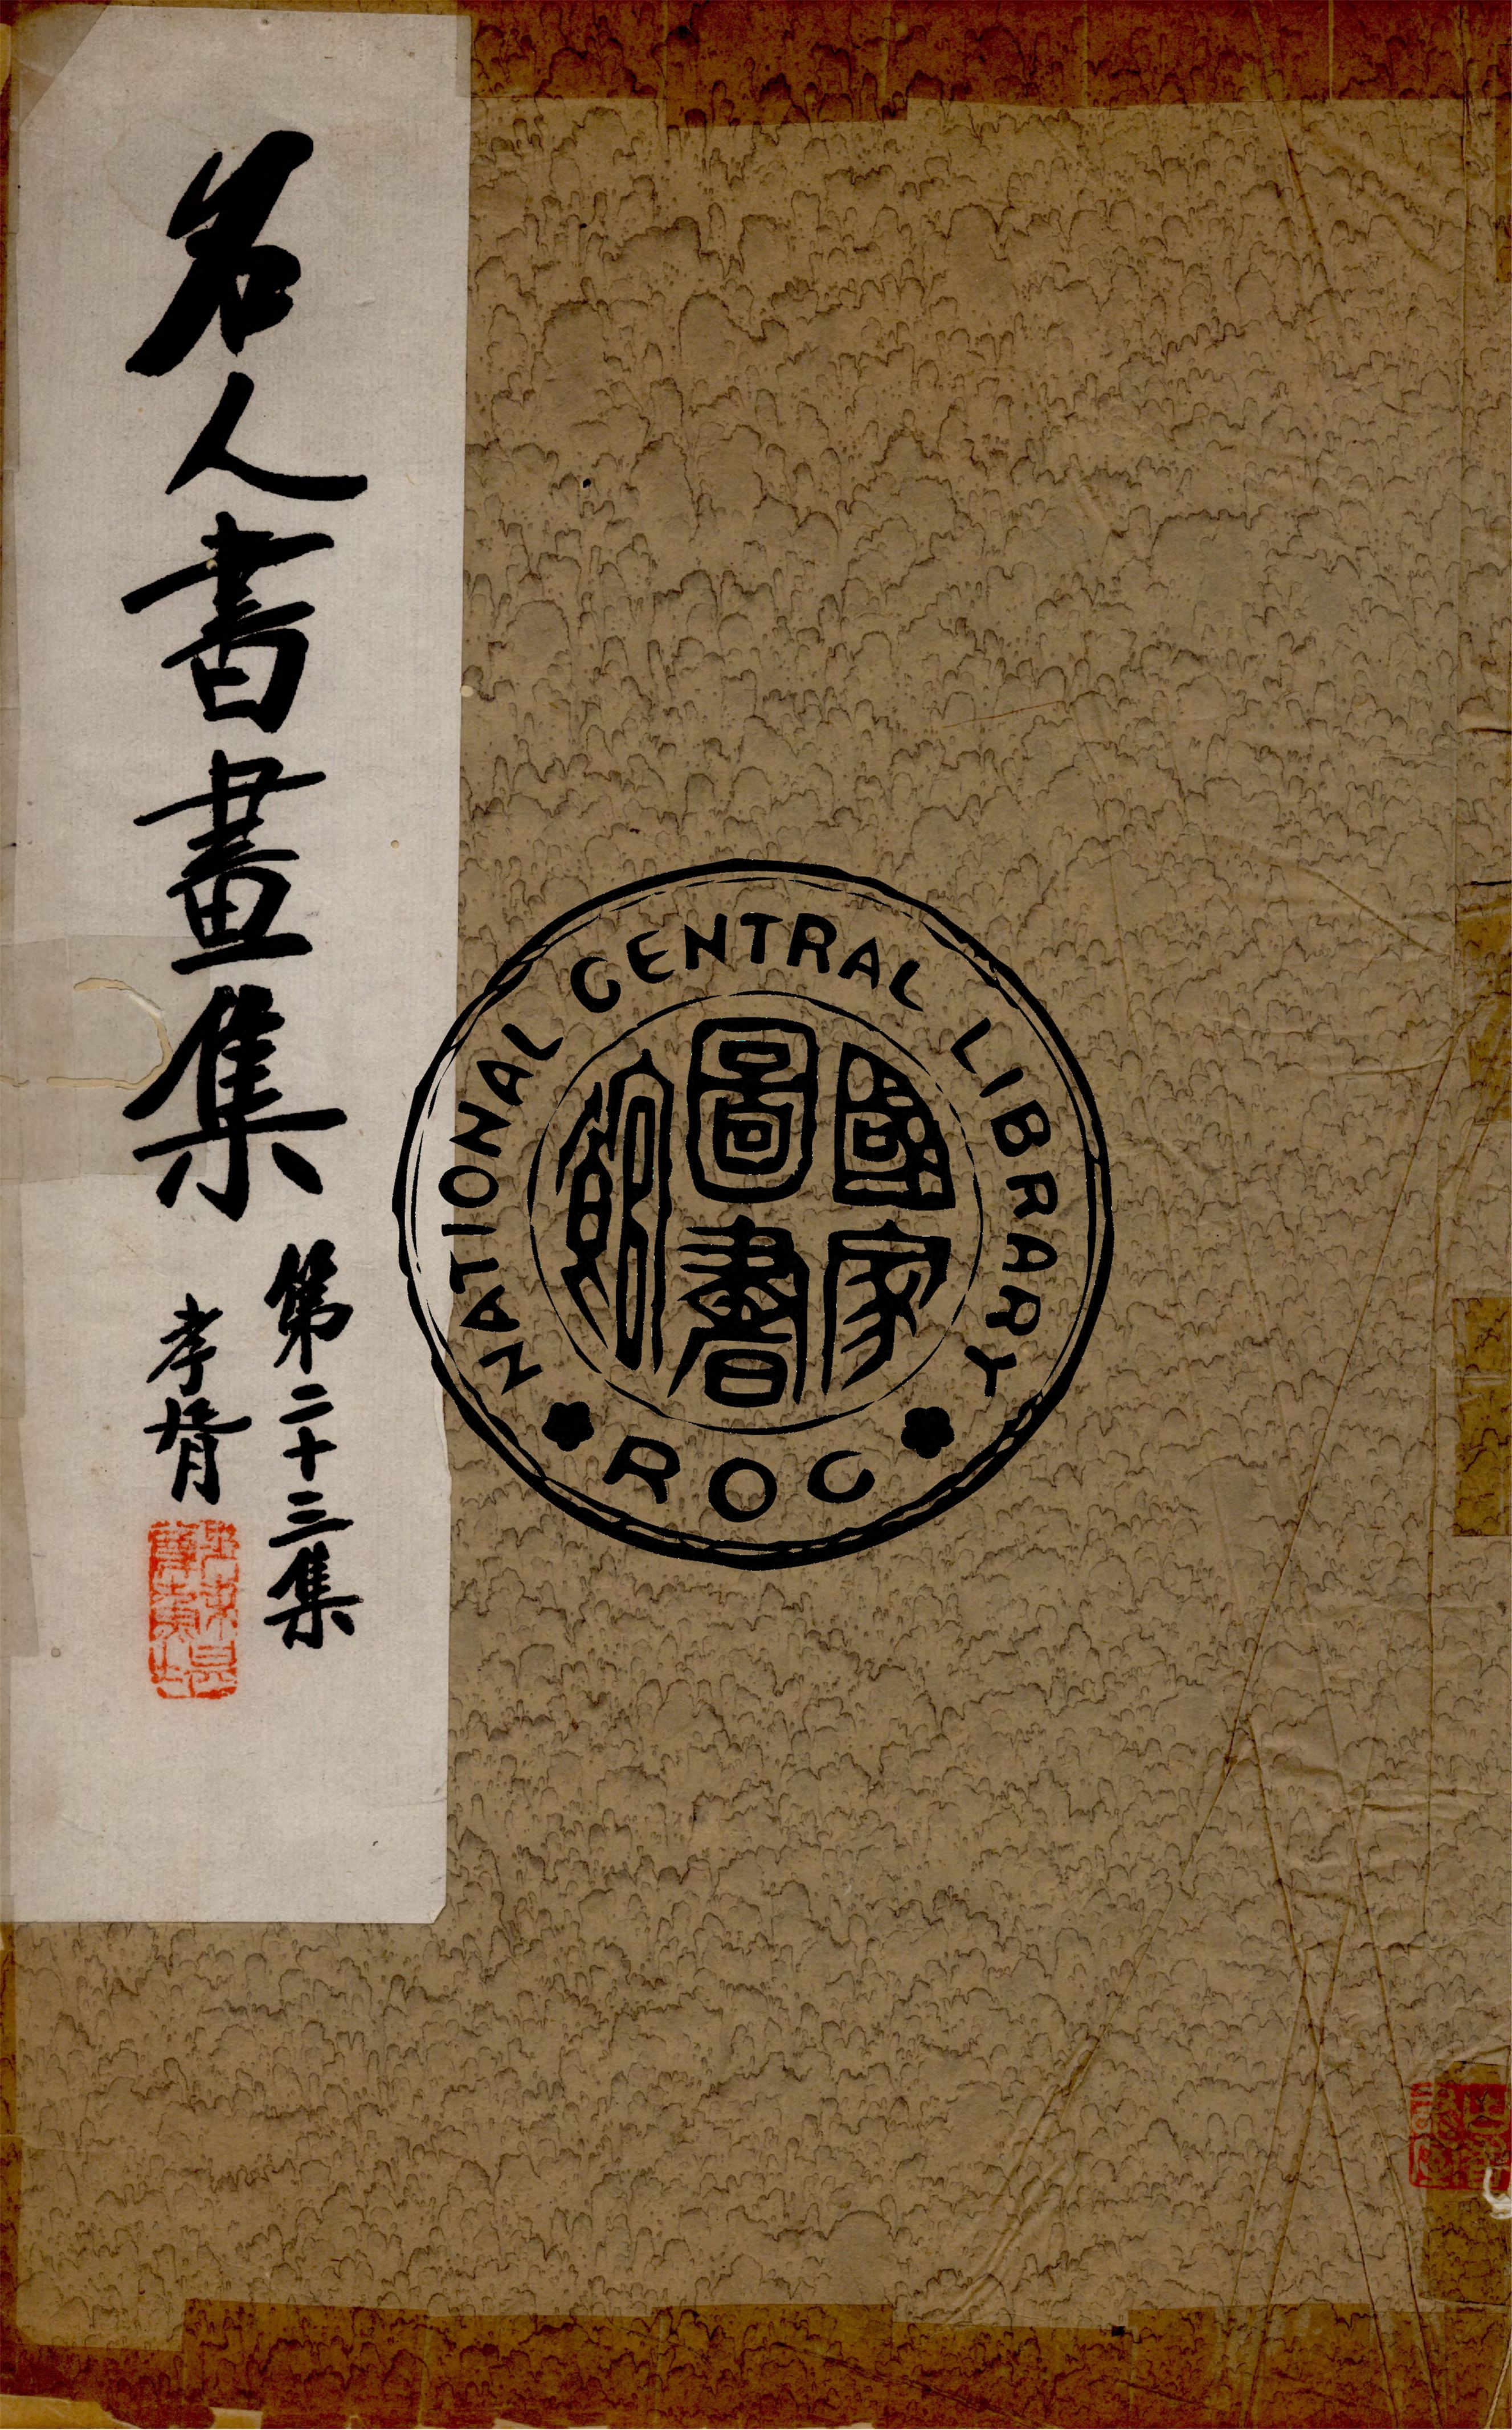 名人書畫集
第二十三集
孝胥
NATIONAL CENTRAL LIBRARY
國家
圖書
館
ROC